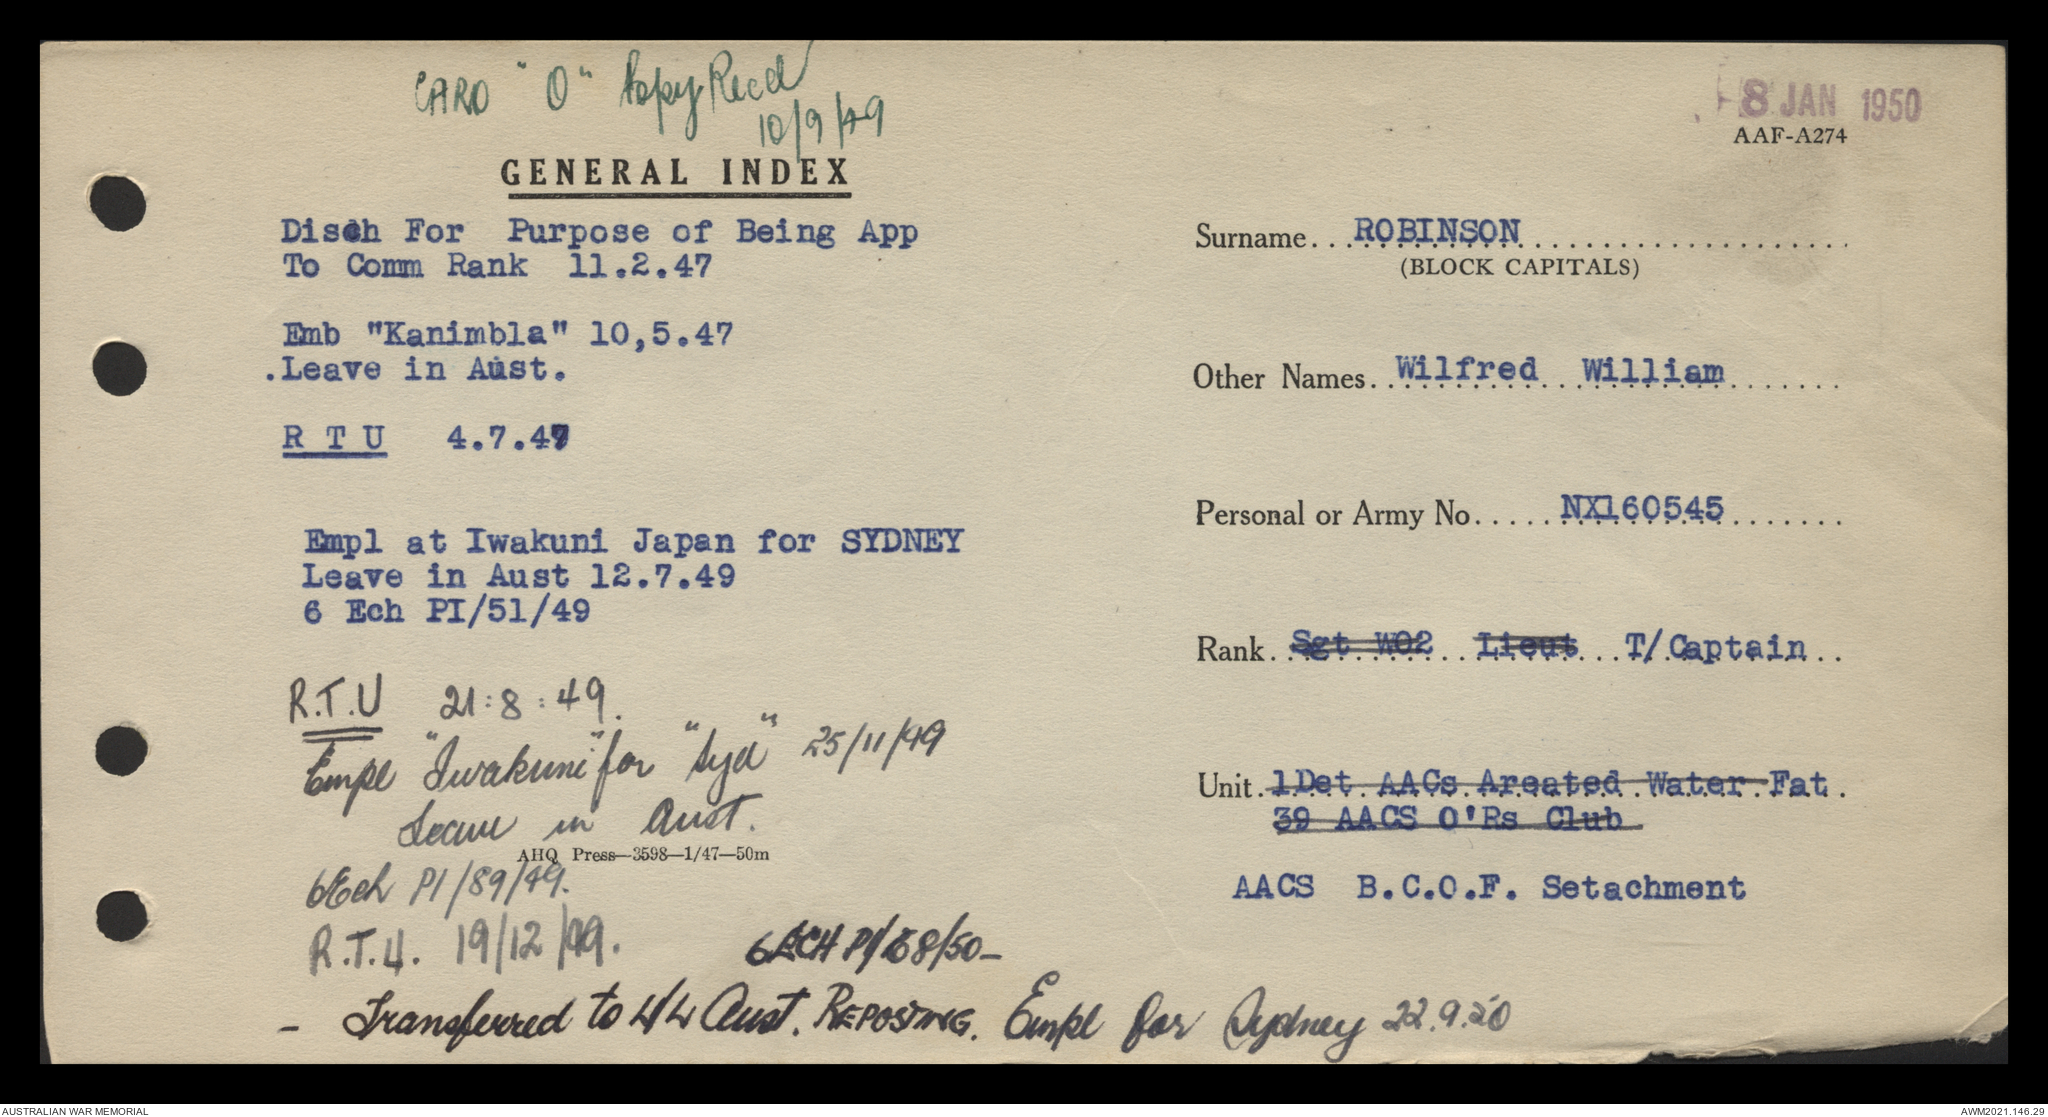 CARD "O" Copy Recd
10/9/49
8 JAN 1950
AAF-A274
GENERAL INDEX
Disch For Purpose of Being App
To Comm Rank 11.2.47
Emb "Kanimbla" 10,5.47
.Leave in Aust.
R T U 4.7.47
Empl at Iwakuni Japan for SYDNEY
Leave in Aust 12.7.49
6 Ech PI/51/49
R.T.U 21:8:49.
Empl "Iwakuni" for "Syd" 25/11/49
Leave in Aust.
AHQ Press—3598—1/47—50m
6Ech PI/89/49.
R.T.U. 19/12/49.
6 ECH PI/68/50-
- Transferred to Aust. REPOSTING. Empl for Sydney 22.9.50
Surname...ROBINSON
(BLOCK CAPITALS)
Other Names..Wilfred William
Personal or Army No.....NX160545
Rank..Sgt WO2 Lieut T/Captain
Unit.1Det AACs Areated Water Fat.
39 AACS O'Rs Club
AACS B.C.O.F. Setachment
AUSTRALIAN WAR MEMORIAL
AWM2021.146.29